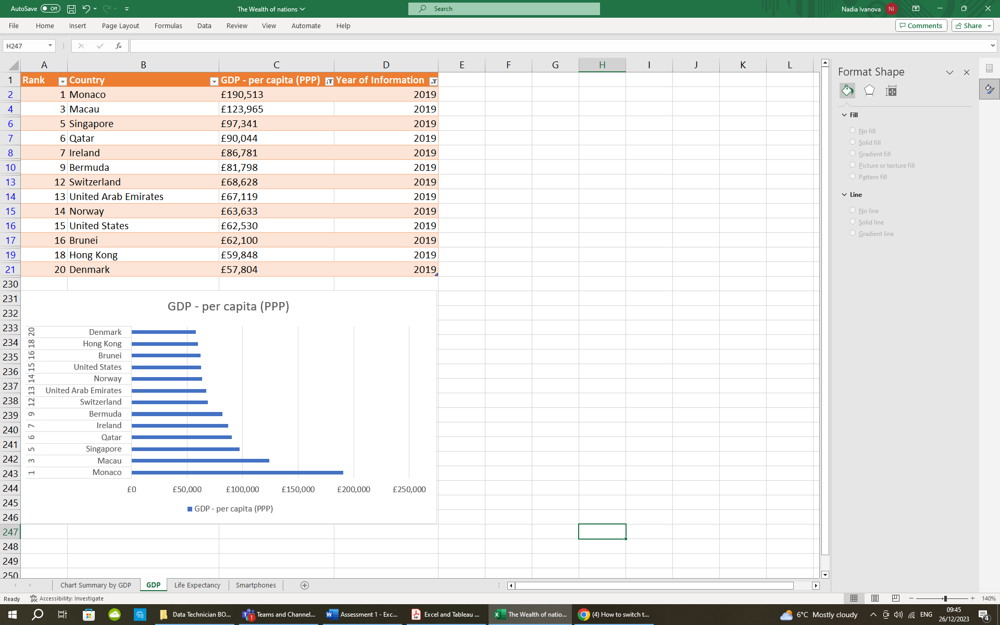 AutoSave Off The Wealth of nations Search Nadia Ivanova NI
File Home Insert Page Layout Formulas Data Review View Automate Help Comments Share
H247 fx
A B C D E F G H I J K L
1 Rank Country GDP - per capita (PPP) Year of Information
2 1 Monaco £190,513 2019
4 3 Macau £123,965 2019
6 5 Singapore £97,341 2019
7 6 Qatar £90,044 2019
8 7 Ireland £86,781 2019
10 9 Bermuda £81,798 2019
13 12 Switzerland £68,628 2019
14 13 United Arab Emirates £67,119 2019
15 14 Norway £63,633 2019
16 15 United States £62,530 2019
17 16 Brunei £62,100 2019
19 18 Hong Kong £59,848 2019
21 20 Denmark £57,804 2019
230
231
232
233
234
235
236
237
238
239
240
241
242
243
244
245
246
247
248
249
250
GDP - per capita (PPP)
20 Denmark
18 Hong Kong
16 Brunei
15 United States
14 Norway
13 United Arab Emirates
12 Switzerland
9 Bermuda
7 Ireland
6 Qatar
5 Singapore
3 Macau
1 Monaco
£0 £50,000 £100,000 £150,000 £200,000 £250,000
GDP - per capita (PPP)
Format Shape
Fill
No fill
Solid fill
Gradient fill
Picture or texture fill
Pattern fill
Line
No line
Solid line
Gradient line
Chart Summary by GDP GDP Life Expectancy Smartphones
Ready Accessibility: Investigate 140%
Data Technician BO... 1 Teams and Channel... Assessment 1 - Exc... Excel and Tableau ... The Wealth of natio... (4) How to switch t... 6°C Mostly cloudy ENG 09:45 4
26/12/2023